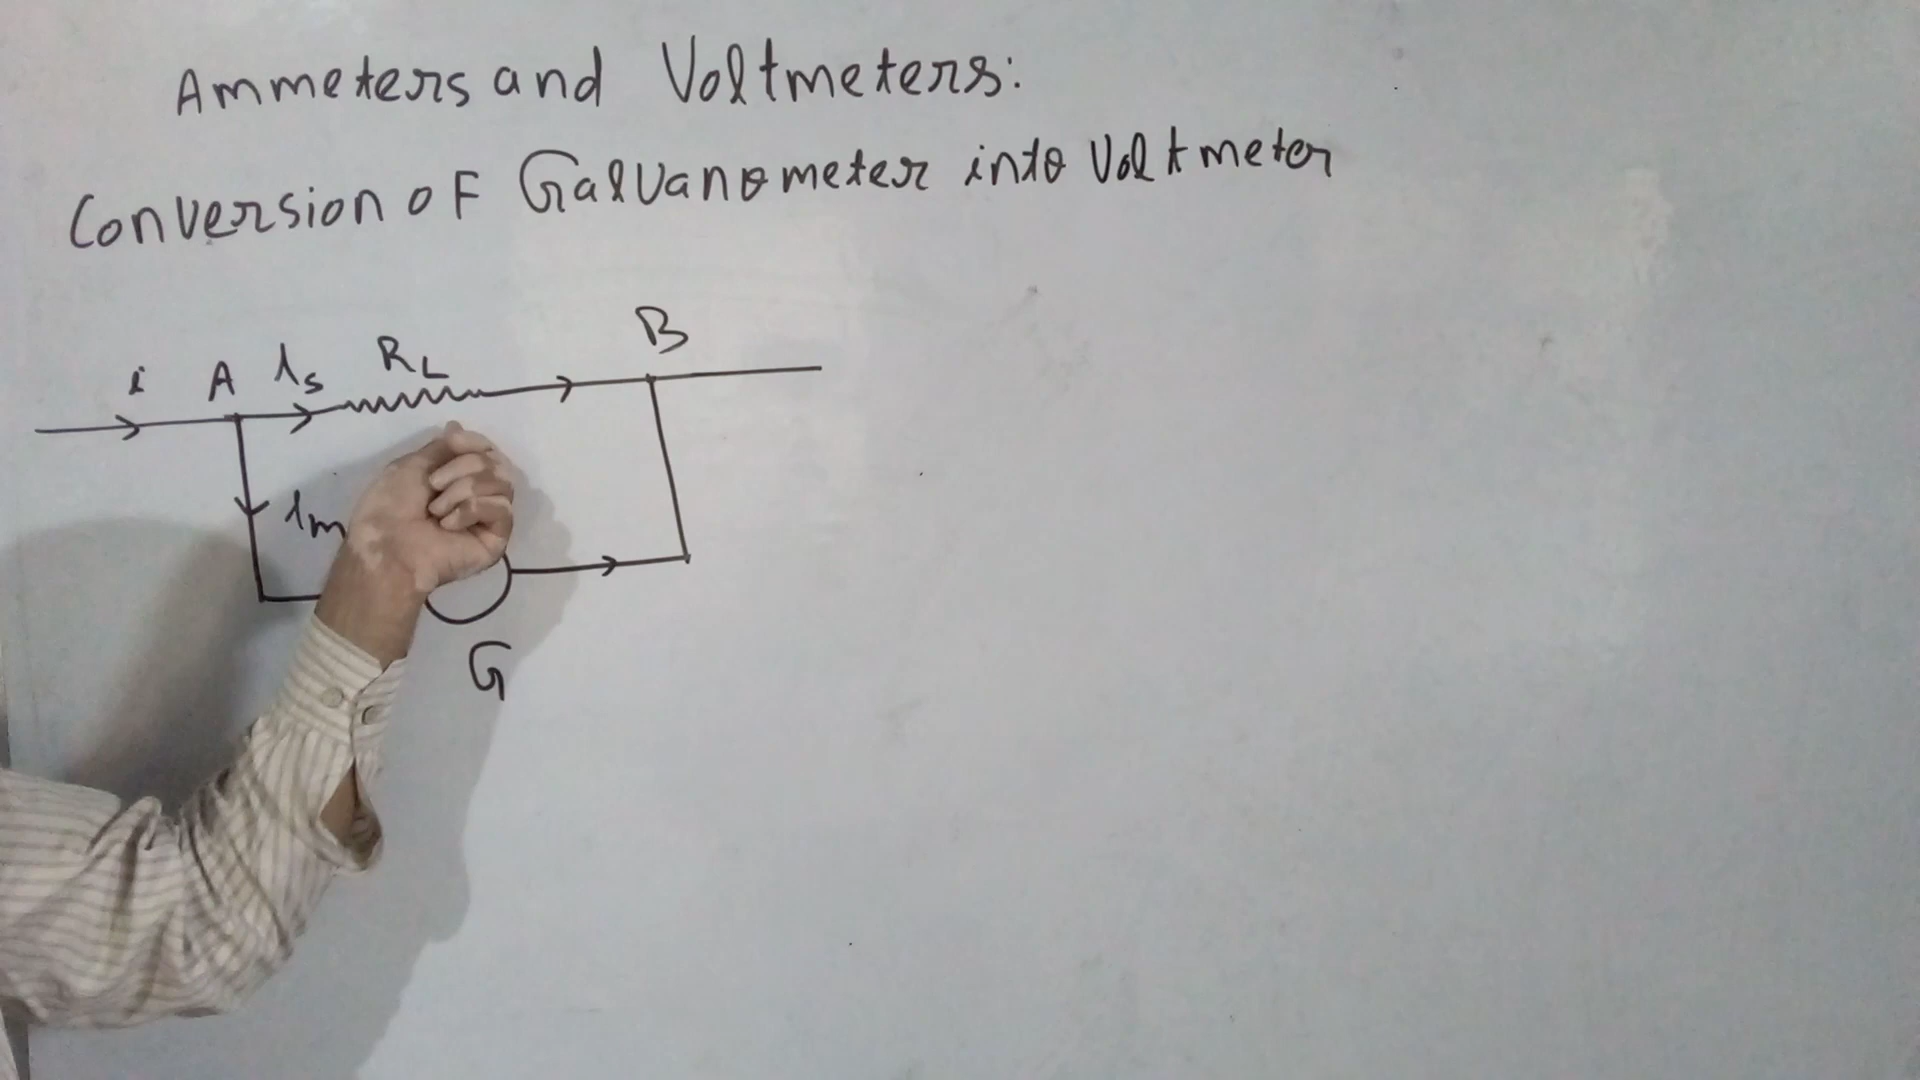 Ammeters and Voltmeters:
Conversion of Galvanometer into Voltmeter
i A is RL B
im
G